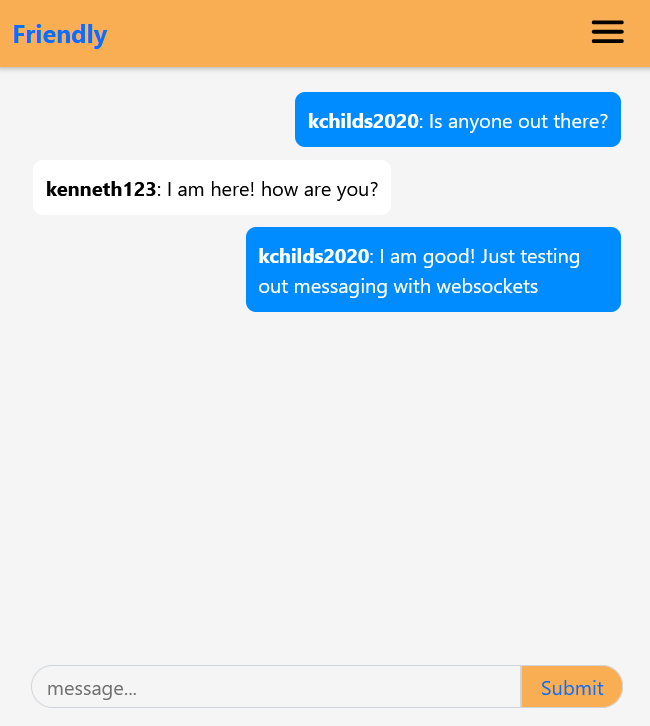 Friendly
kchilds2020: Is anyone out there?
kenneth123: I am here! how are you?
kchilds2020: I am good! Just testing
out messaging with websockets
message...
Submit